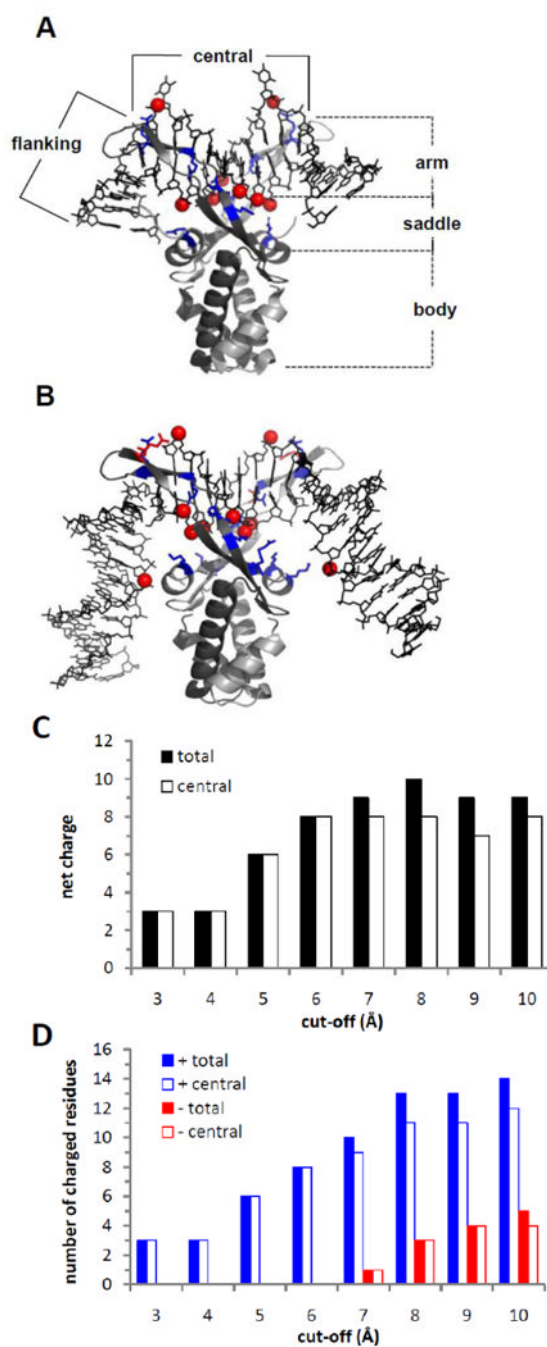 A
central
flanking
arm
saddle
body
B
C
12
10
8
6
4
2
0
net charge
total
central
3 4 5 6 7 8 9 10
cut-off (Å)
D
16
14
12
10
8
6
4
2
0
number of charged residues
+ total
+ central
- total
- central
3 4 5 6 7 8 9 10
cut-off (Å)